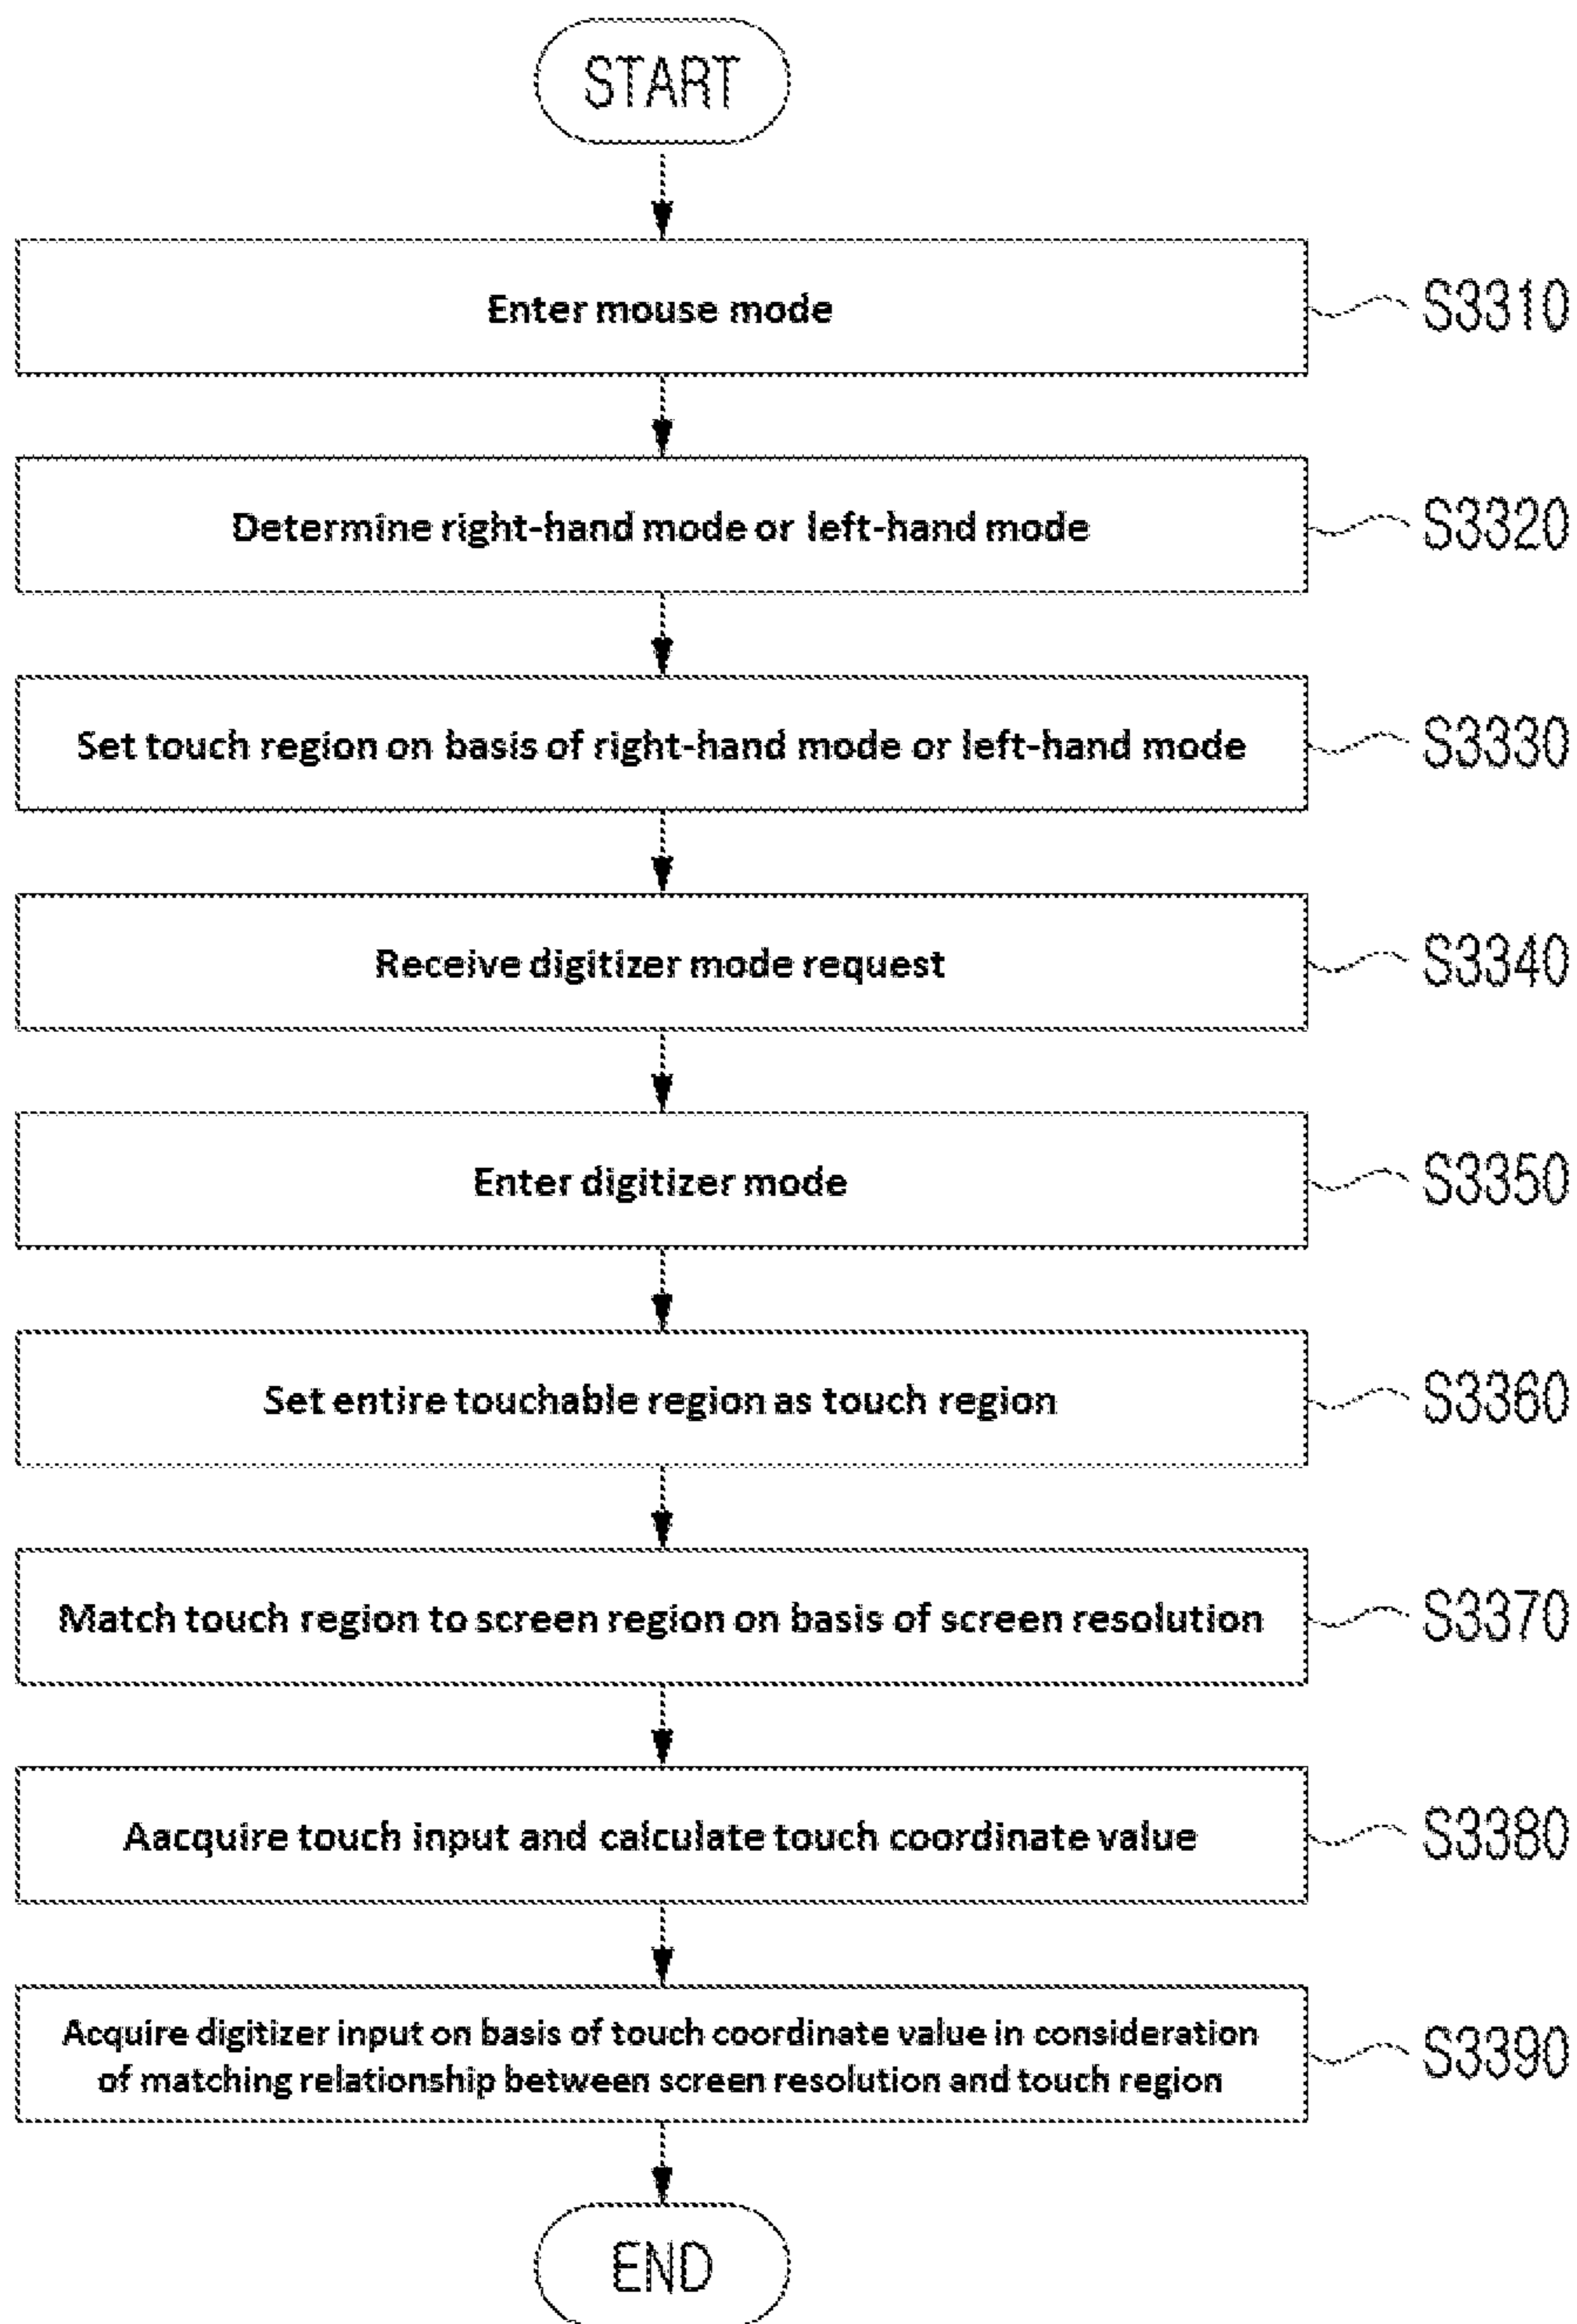 START
Enter mouse mode
S3310
Determine right-hand mode or left-hand mode
S3320
Set touch region on basis of right-hand mode or left-hand mode
S3330
Receive digitizer mode request
S3340
Enter digitizer mode
S3350
Set entire touchable region as touch region
S3360
Match touch region to screen region on basis of screen resolution
S3370
Aacquire touch input and calculate touch coordinate value
S3380
Acquire digitizer input on basis of touch coordinate value in consideration
of matching relationship between screen resolution and touch region
S3390
END